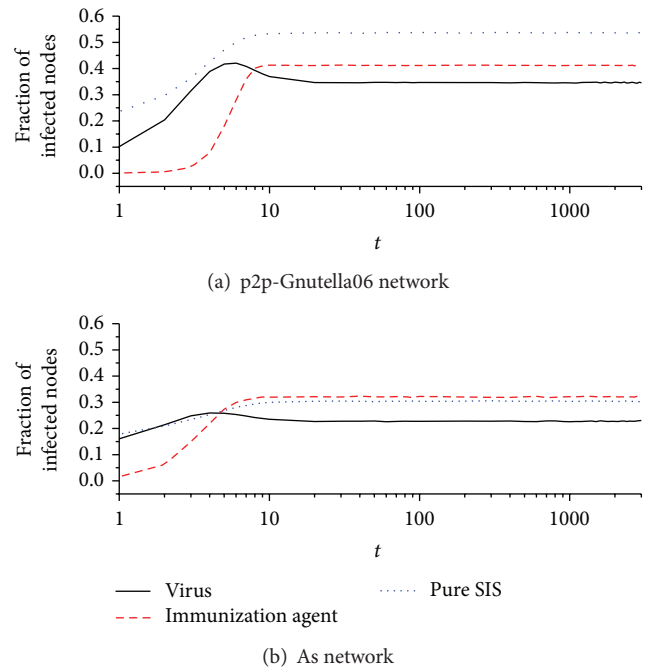 0.6
0.5
0.4
0.3
0.2
0.1
0.0
Fraction of
infected nodes
1
10
100
1000
t
(a) p2p-Gnutella06 network
0.6
0.5
0.4
0.3
0.2
0.1
0.0
Fraction of
infected nodes
1
10
100
1000
t
Virus
Pure SIS
Immunization agent
(b) As network